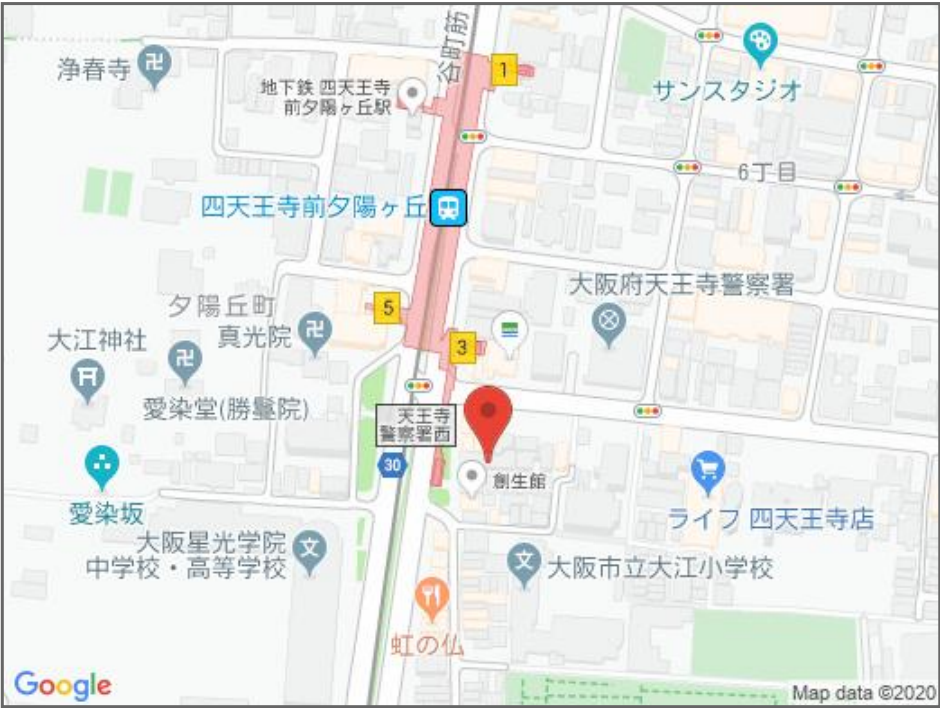 谷町筋
1
サンスタジオ
浄春寺
地下鉄 四天王寺
前夕陽ヶ丘駅
6丁目
四天王寺前夕陽ヶ丘
大阪府天王寺警察署
夕陽丘町
5
真光院
大江神社
3
愛染堂(勝鬘院)
天王寺
警察署西
30
創生館
愛染坂
ライフ 四天王寺店
大阪星光学院
中学校・高等学校
文
文
大阪市立大江小学校
虹の仏
Google
Map data ©2020